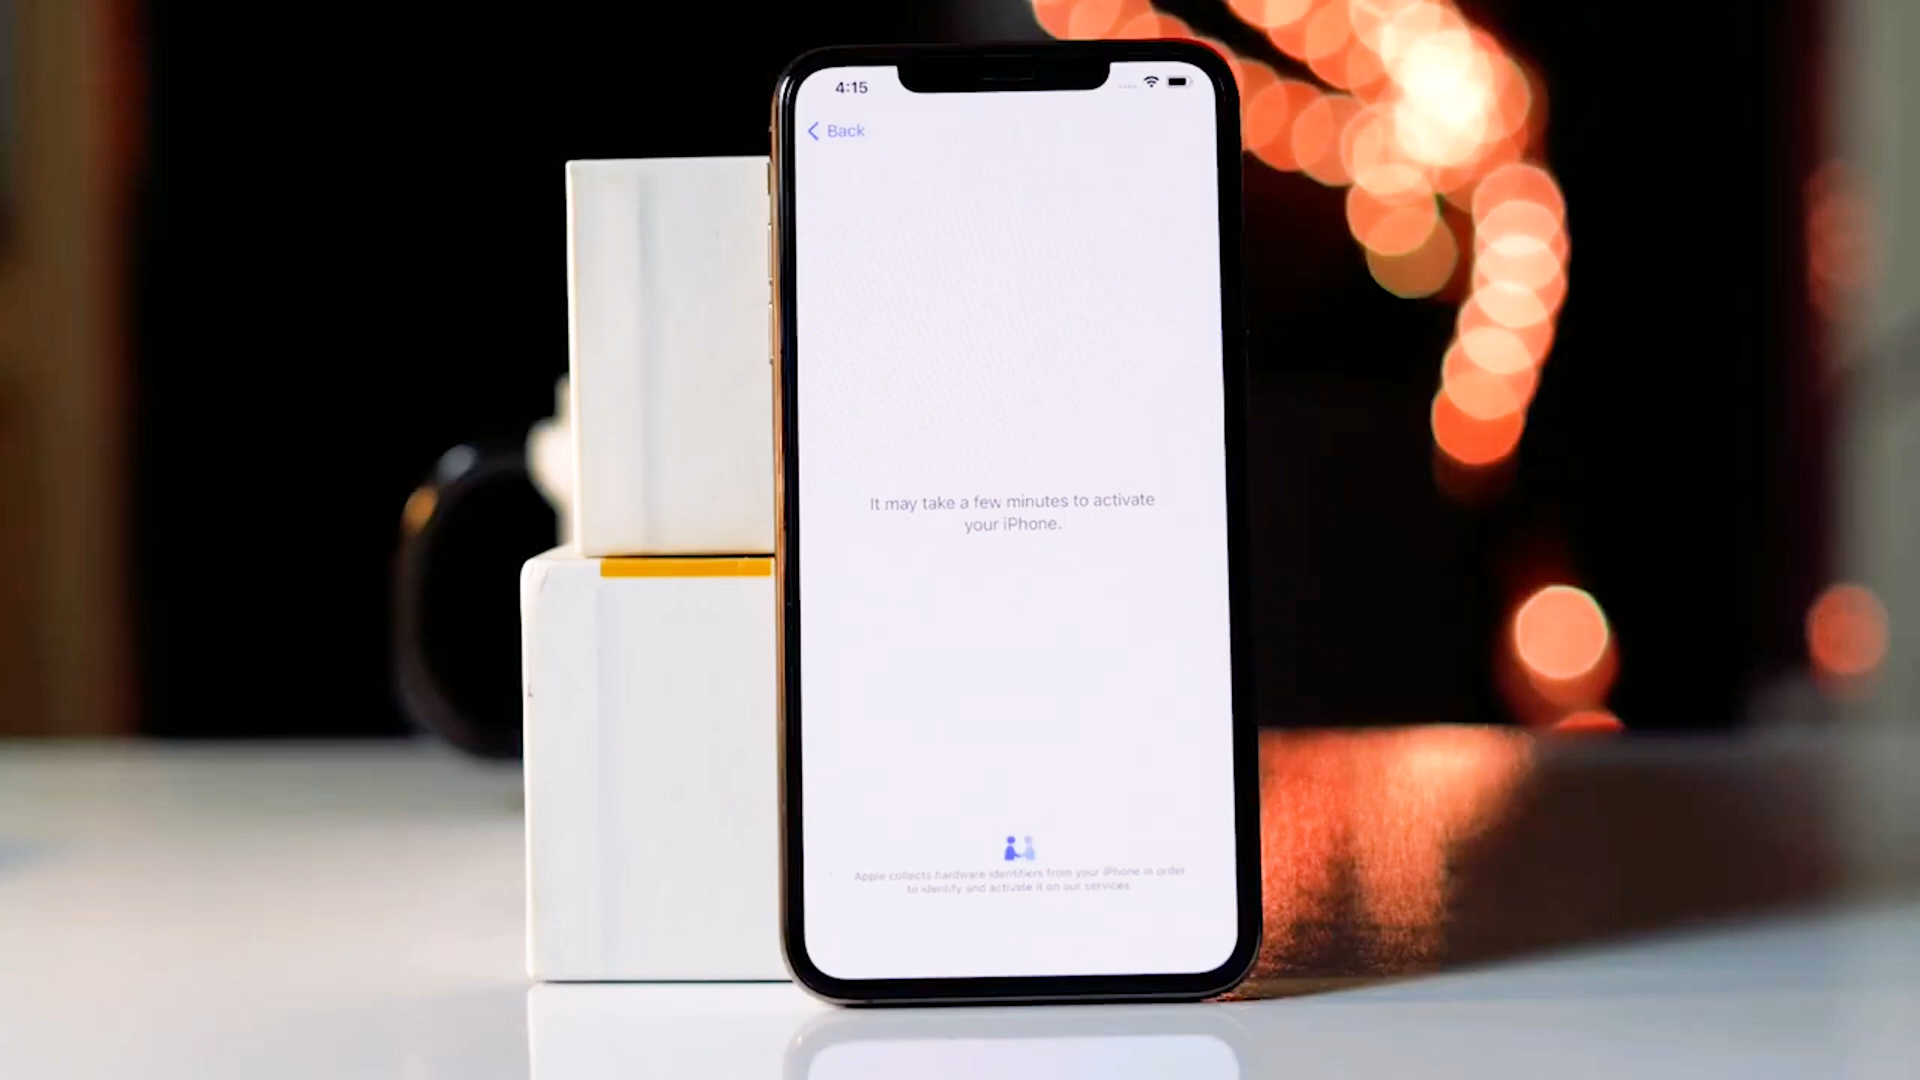 4:15
Back
It may take a few minutes to activate
your iPhone.
Apple collects hardware identifiers from your iPhone in order
to identify and activate it on our services.